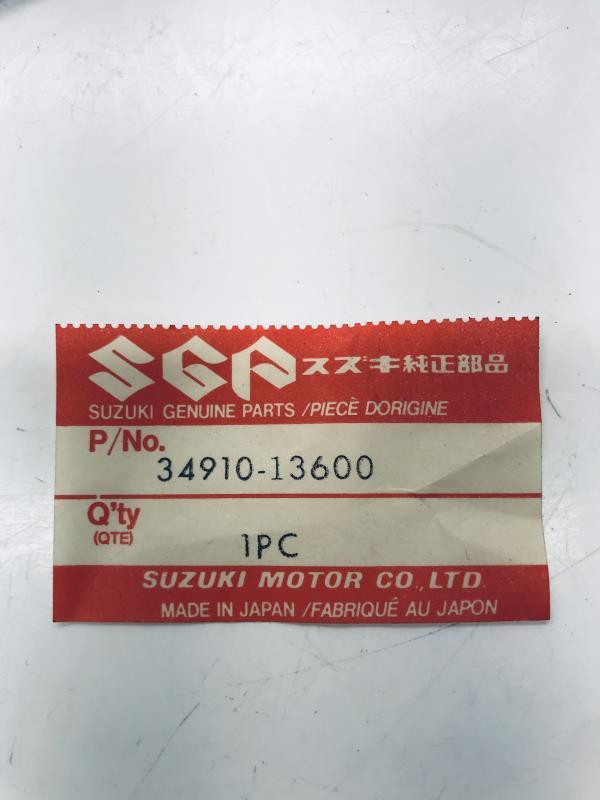 SGP スズキ純正部品
SUZUKI GENUINE PARTS /PIECÈ DORIGINE
P/No.
34910-13600
Q'ty
(QTE)
1PC
SUZUKI MOTOR CO.,LTD.
MADE IN JAPAN /FABRIQUÉ AU JAPON